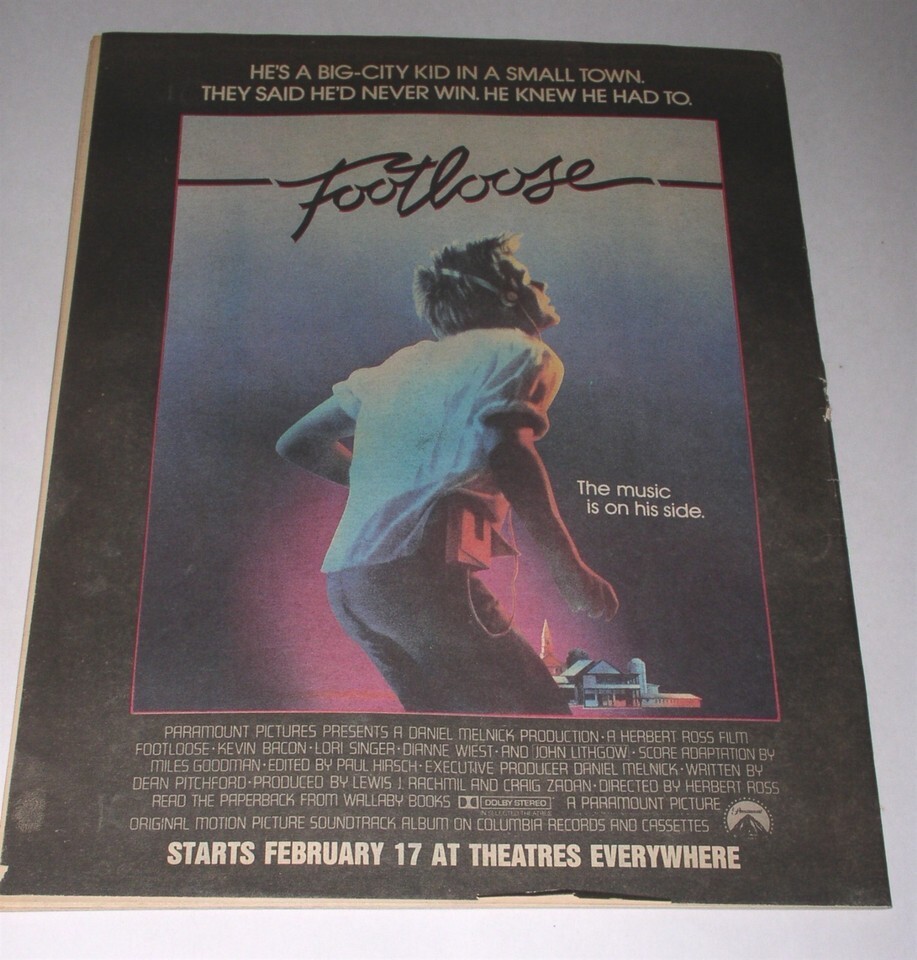 HE'S A BIG-CITY KID IN A SMALL TOWN.
THEY SAID HE'D NEVER WIN. HE KNEW HE HAD TO.
Footloose
The music
is on his side.
PARAMOUNT PICTURES PRESENTS A DANIEL MELNICK PRODUCTION · A HERBERT ROSS FILM
FOOTLOOSE · KEVIN BACON · LORI SINGER · DIANNE WIEST · AND JOHN LITHGOW · SCORE ADAPTATION BY
MILES GOODMAN · EDITED BY PAUL HIRSCH · EXECUTIVE PRODUCER DANIEL MELNICK · WRITTEN BY
DEAN PITCHFORD · PRODUCED BY LEWIS J. RACHMIL AND CRAIG ZADAN · DIRECTED BY HERBERT ROSS
READ THE PAPERBACK FROM WALLABY BOOKS DOLBY STEREO A PARAMOUNT PICTURE
IN SELECTED THEATRES
Paramount
ORIGINAL MOTION PICTURE SOUNDTRACK ALBUM ON COLUMBIA RECORDS AND CASSETTES
STARTS FEBRUARY 17 AT THEATRES EVERYWHERE